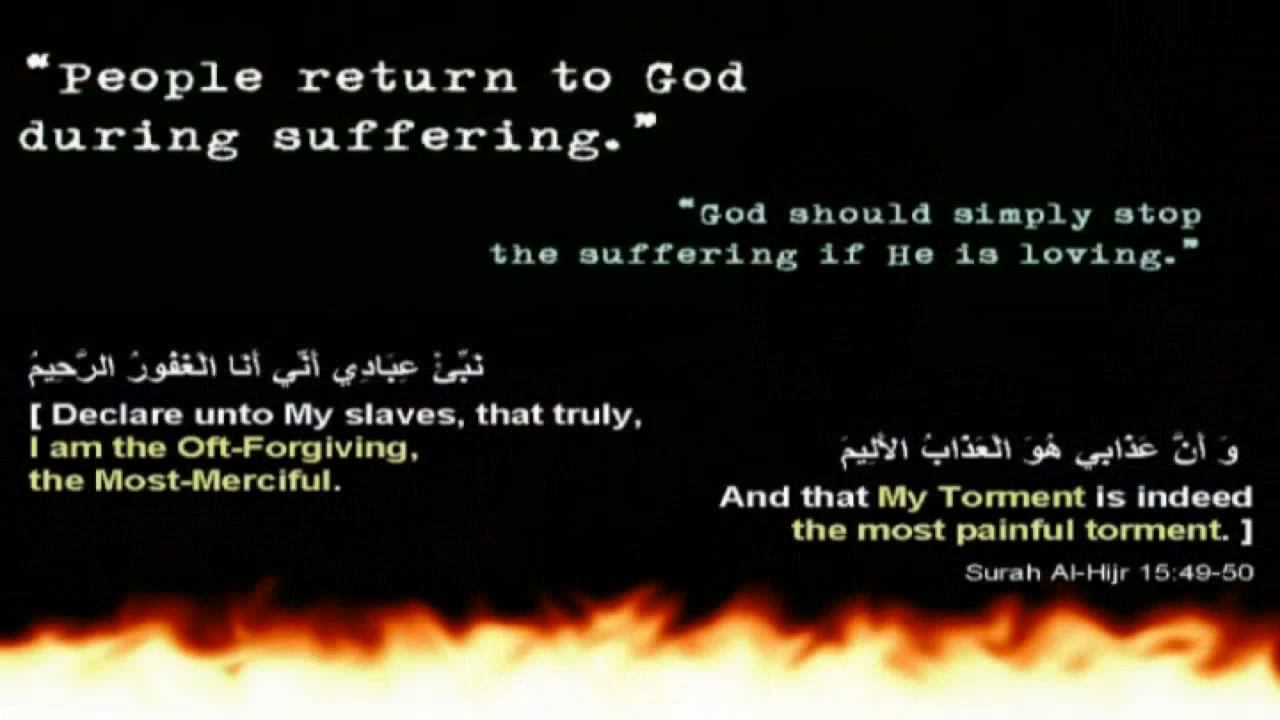 “People return to God
during suffering.”
“God should simply stop
the suffering if He is loving.”
نَبِّئْ عِبَادِي أَنِّي أَنَا الْغَفُورُ الرَّحِيمُ
[ Declare unto My slaves, that truly,
I am the Oft-Forgiving,
the Most-Merciful.
وَ أَنَّ عَذَابِي هُوَ الْعَذَابُ الأَلِيمَ
And that My Torment is indeed
the most painful torment. ]
Surah Al-Hijr 15:49-50